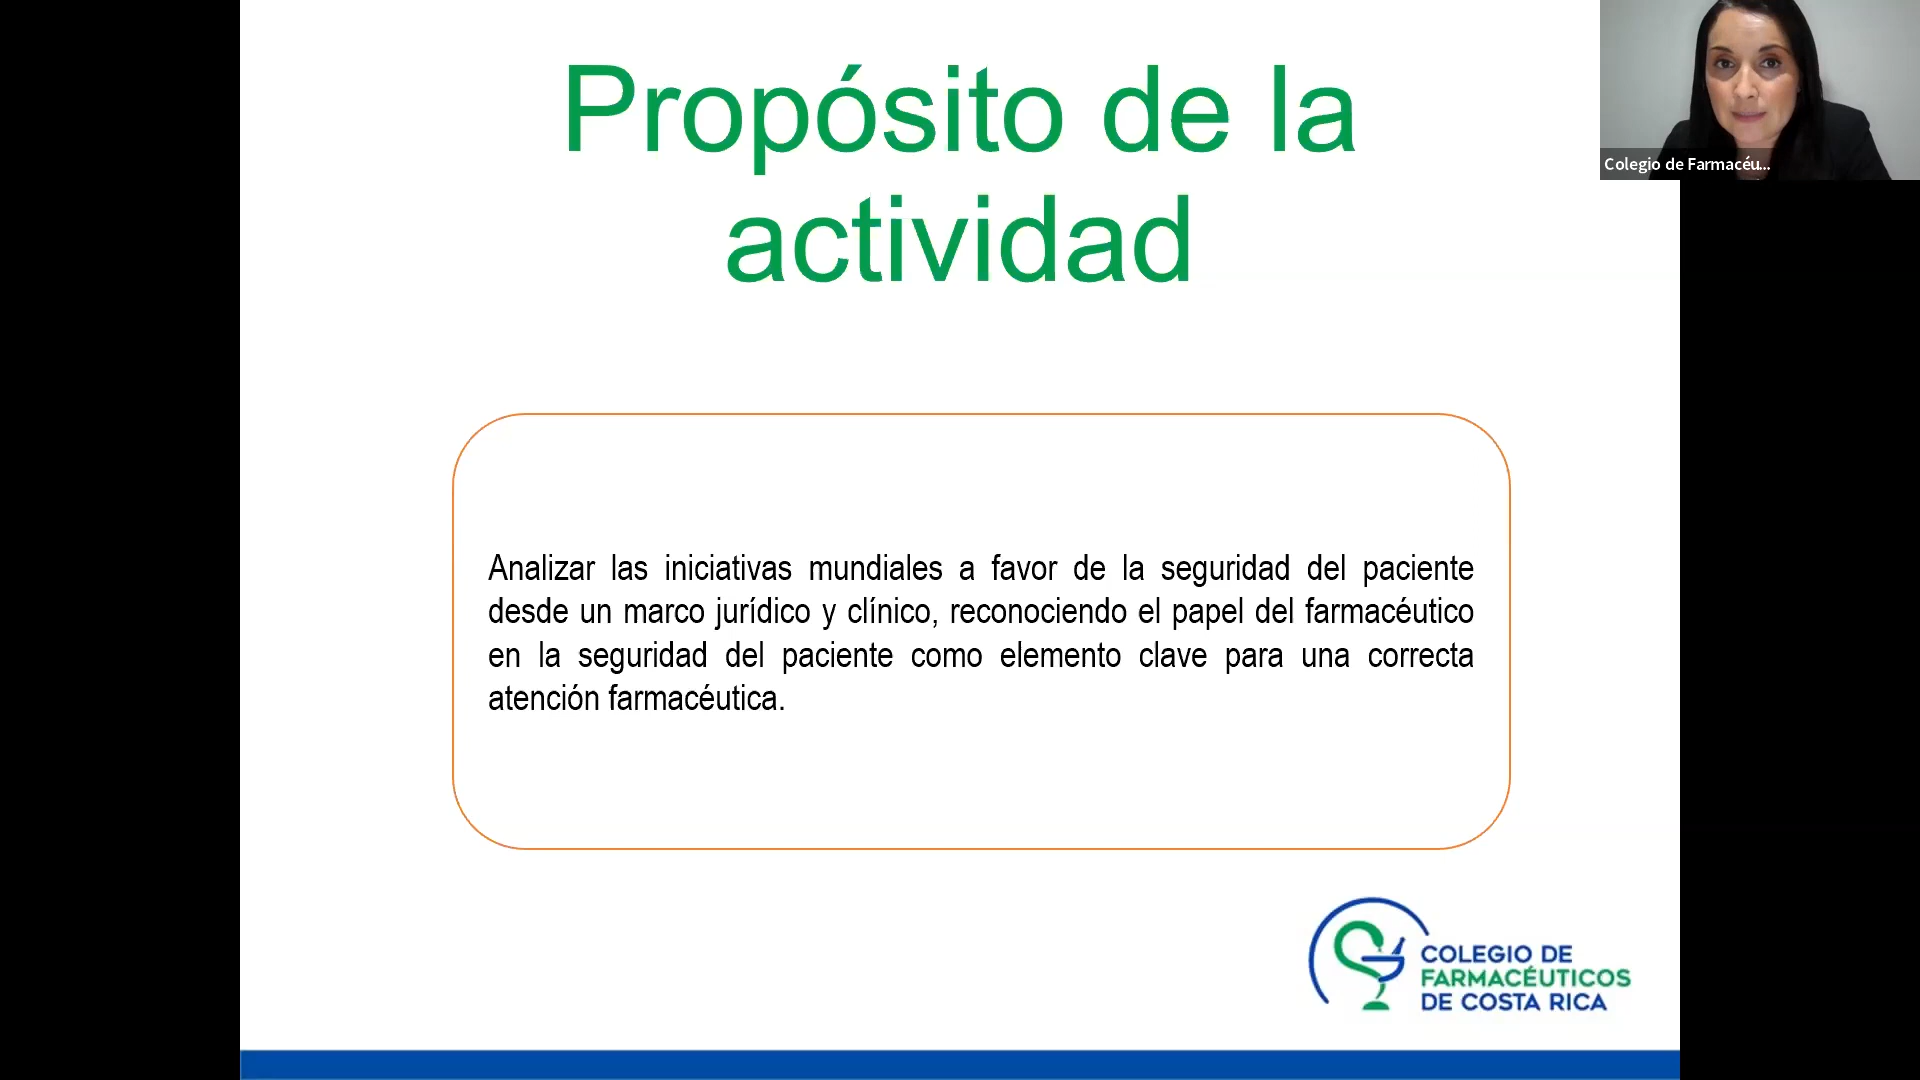 Propósito de la
actividad
Colegio de Farmacéu...
Analizar las iniciativas mundiales a favor de la seguridad del paciente
desde un marco jurídico y clínico, reconociendo el papel del farmacéutico
en la seguridad del paciente como elemento clave para una correcta
atención farmacéutica.
COLEGIO DE
FARMACÉUTICOS
DE COSTA RICA